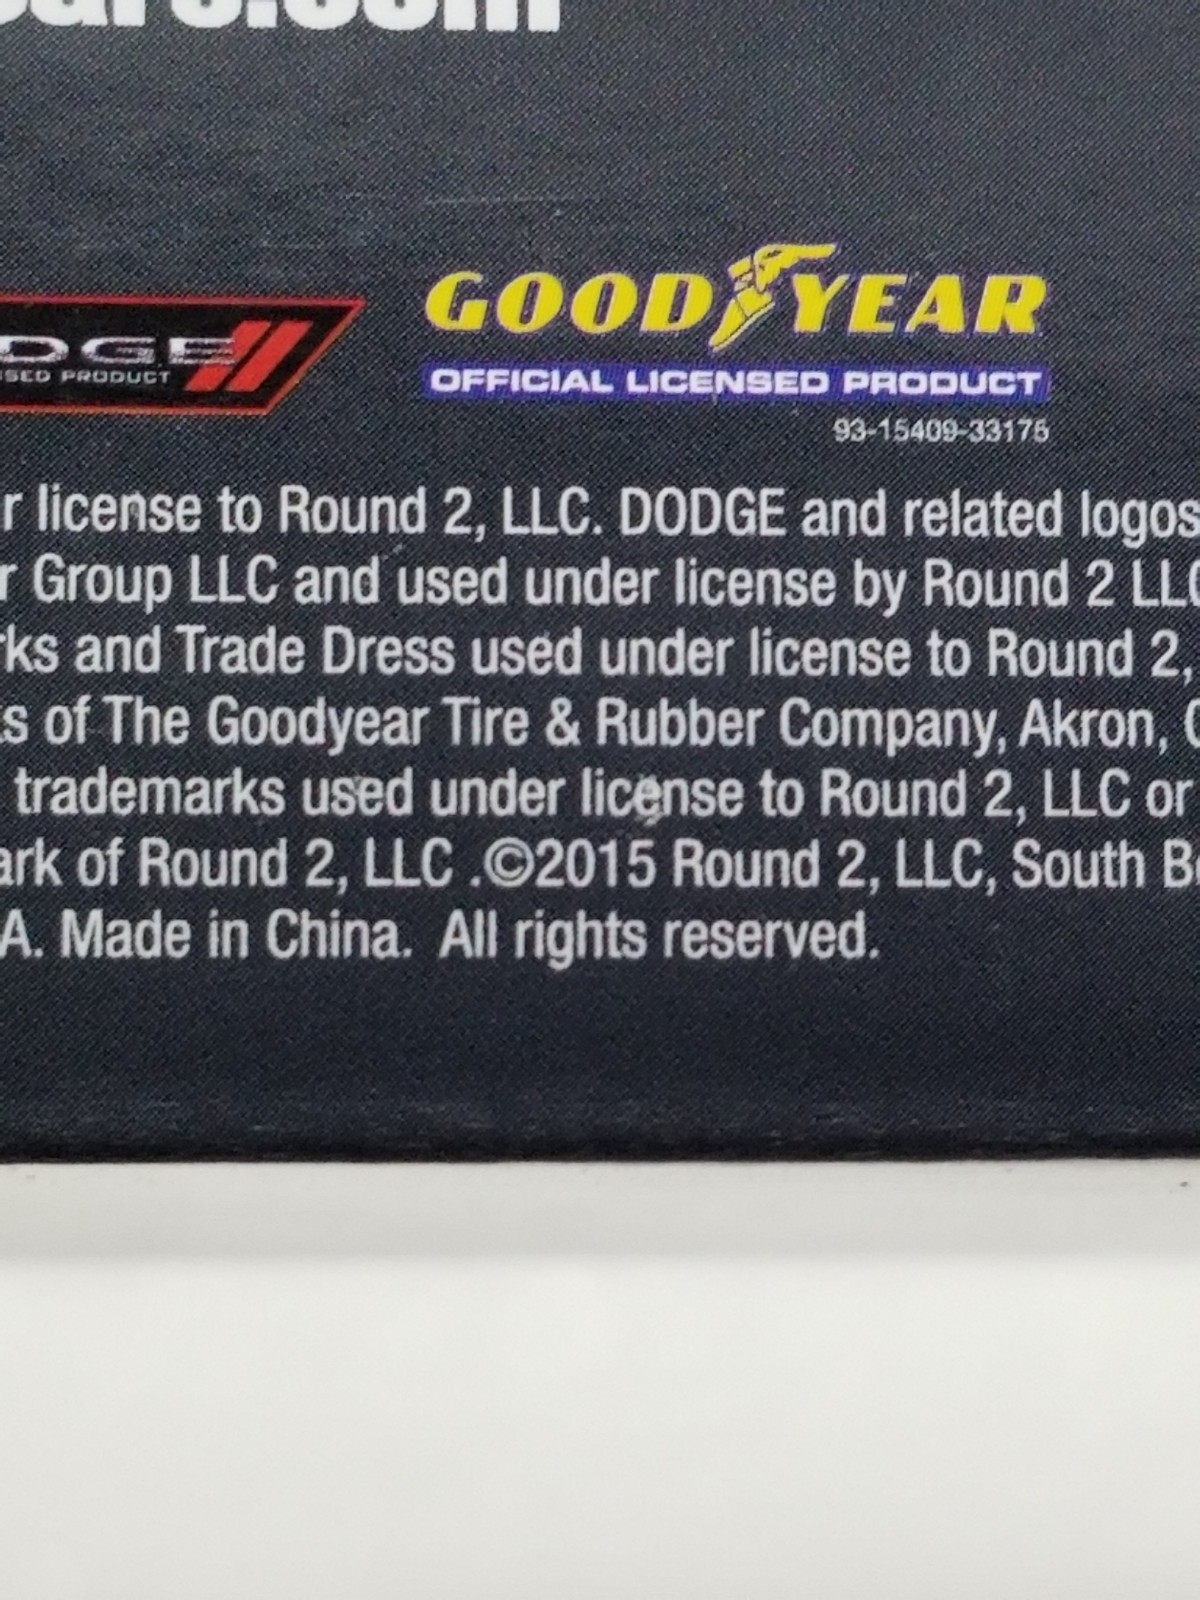 DODGE
PRODUCT
GOODYEAR
OFFICIAL LICENSED PRODUCT
93-15409-33175
license to Round 2, LLC. DODGE and related logos
Group LLC and used under license by Round 2 LLC
and Trade Dress used under license to Round 2,
of The Goodyear Tire & Rubber Company, Akron,
trademarks used under license to Round 2, LLC or
of Round 2, LLC .©2015 Round 2, LLC, South
A. Made in China. All rights reserved.